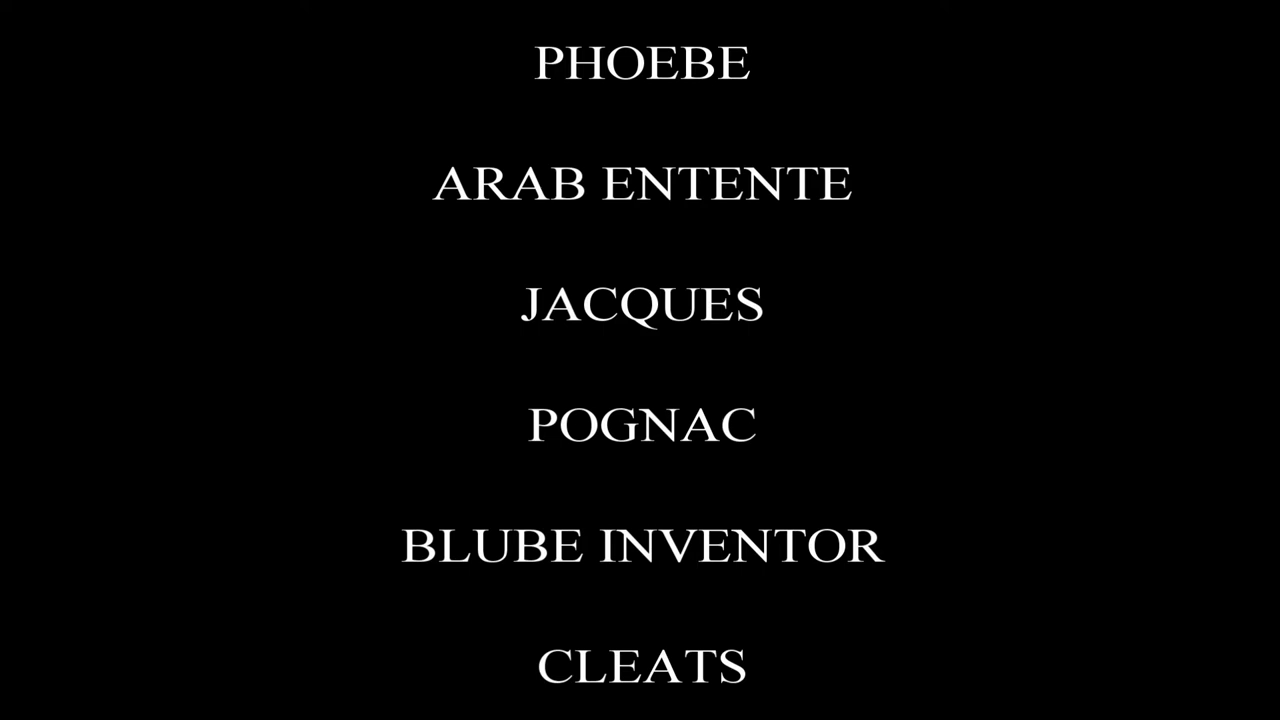 PHOEBE
ARAB ENTENTE
JACQUES
POGNAC
BLUBE INVENTOR
CLEATS